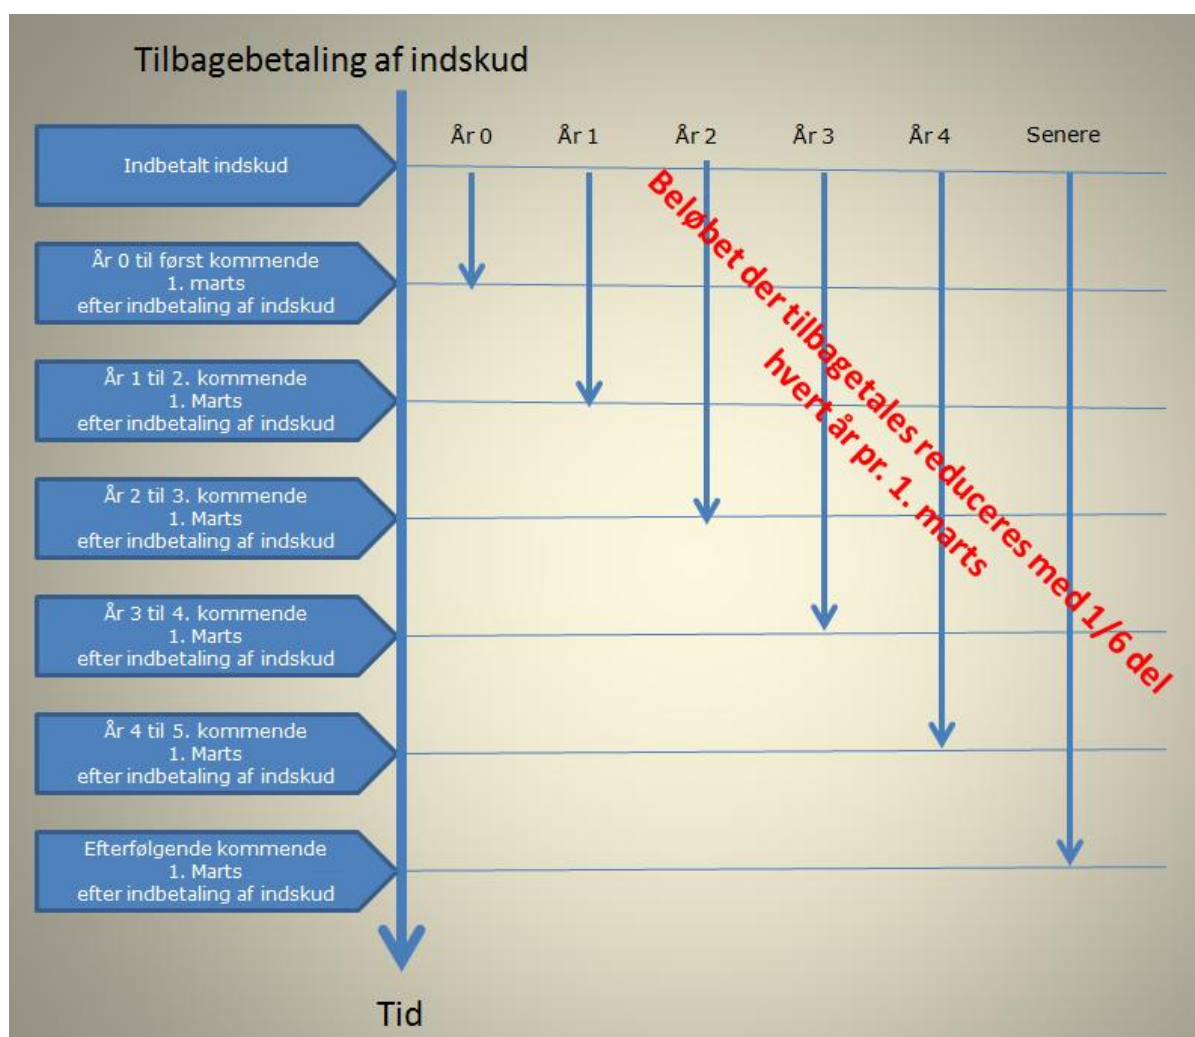 Tilbagebetaling af indskud
År 0
År 1
År 2
År 3
År 4
Senere
Indbetalt indskud
År 0 til først kommende
1. marts
efter indbetaling af indskud
År 1 til 2. kommende
1. Marts
efter indbetaling af indskud
År 2 til 3. kommende
1. Marts
efter indbetaling af indskud
År 3 til 4. kommende
1. Marts
efter indbetaling af indskud
År 4 til 5. kommende
1. Marts
efter indbetaling af indskud
Efterfølgende kommende
1. Marts
efter indbetaling af indskud
Beløbet der tilbagetales reduceres med 1/6 del
hvert år pr. 1. marts
Tid